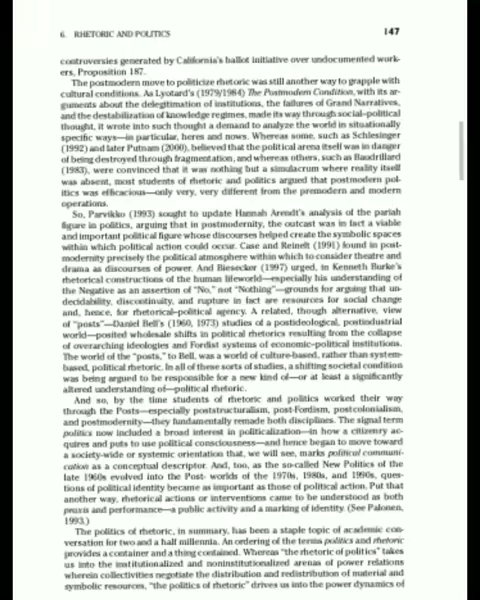 6. RHETORIC AND POLITICS 147
controversies generated by California's ballot initiative over undocumented work-
ers, Proposition 187.
The postmodern move to politicize rhetoric was still another way to grapple with
cultural conditions. As Lyotard's (1979/1984) The Postmodern Condition, with its ar-
guments about the delegitimation of institutions, the failures of Grand Narratives,
and the destabilization of knowledge regimes, made its way through social–political
thought, it wrote into such thought a demand to analyze the world in situationally
specific ways—in particular, heres and nows. Whereas some, such as Schlesinger
(1992) and later Putnam (2000), believed that the political arena itself was in danger
of being destroyed through fragmentation, and whereas others, such as Baudrillard
(1983), were convinced that it was nothing but a simulacrum where reality itself
was absent, most students of rhetoric and politics argued that postmodern pol-
itics was efficacious—only very, very different from the premodern and modern
operations.
So, Parvikko (1993) sought to update Hannah Arendt's analysis of the pariah
figure in politics, arguing that in postmodernity, the outcast was in fact a viable
and important political figure whose discourses helped create the symbolic spaces
within which political action could occur. Case and Reinelt (1991) found in post-
modernity precisely the political atmosphere within which to consider theatre and
drama as discourses of power. And Biesecker (1997) urged, in Kenneth Burke's
rhetorical constructions of the human lifeworld—especially his understanding of
the Negative as an assertion of "No," not "Nothing"—grounds for arguing that un-
decidability, discontinuity, and rupture in fact are resources for social change
and, hence, for rhetorical–political agency. A related, though alternative, view
of "posts"—Daniel Bell's (1960, 1973) studies of a postideological, postindustrial
world—posited wholesale shifts in political rhetorics resulting from the collapse
of overarching ideologies and Fordist systems of economic–political institutions.
The world of the "posts," to Bell, was a world of culture-based, rather than system-
based, political rhetoric. In all of these sorts of studies, a shifting societal condition
was being argued to be responsible for a new kind of—or at least a significantly
altered understanding of—political rhetoric.
And so, by the time students of rhetoric and politics worked their way
through the Posts—especially poststructuralism, post-Fordism, postcolonialism,
and postmodernity—they fundamentally remade both disciplines. The signal term
politics now included a broad interest in politicalization—in how a citizenry ac-
quires and puts to use political consciousness—and hence began to move toward
a society-wide or systemic orientation that, we will see, marks political communi-
cation as a conceptual descriptor. And, too, as the so-called New Politics of the
late 1960s evolved into the Post- worlds of the 1970s, 1980s, and 1990s, ques-
tions of political identity became as important as those of political action. Put that
another way, rhetorical actions or interventions came to be understood as both
praxis and performance—a public activity and a marking of identity. (See Palonen,
1993.)
The politics of rhetoric, in summary, has been a staple topic of academic con-
versation for two and a half millennia. An ordering of the terms politics and rhetoric
provides a container and a thing contained. Whereas "the rhetoric of politics" takes
us into the institutionalized and noninstitutionalized arenas of power relations
wherein collectivities negotiate the distribution and redistribution of material and
symbolic resources, "the politics of rhetoric" drives us into the power dynamics of